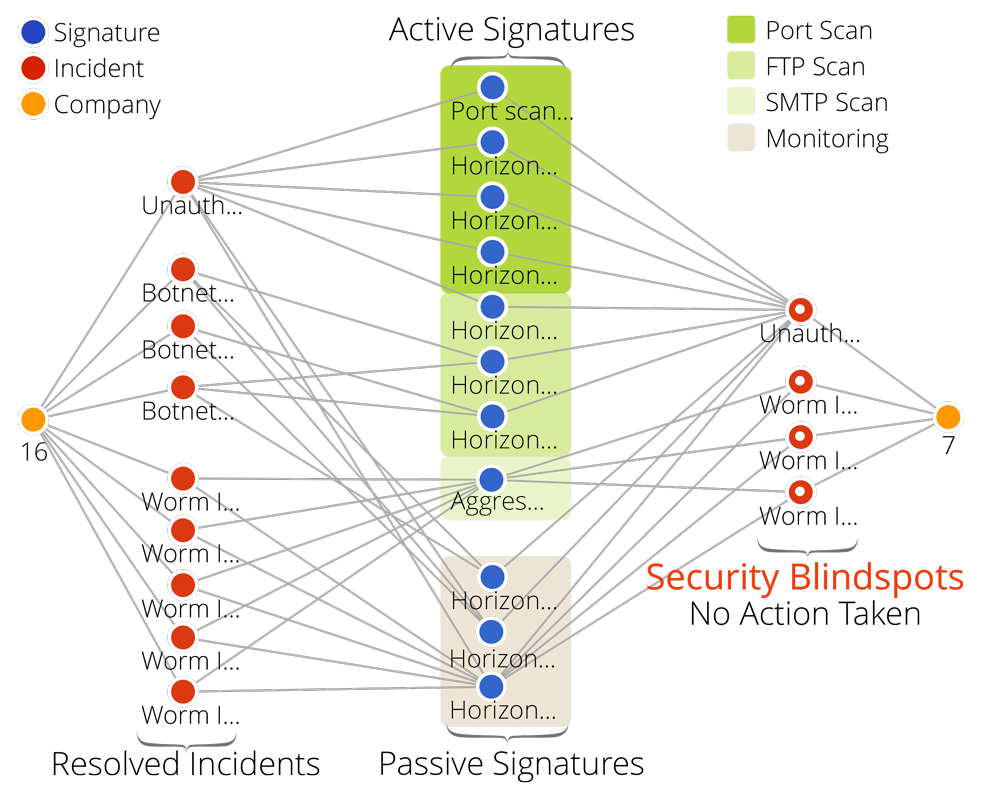 Signature
Incident
Company
Active Signatures
Port Scan
FTP Scan
SMTP Scan
Monitoring
Port scan...
Horizon...
Horizon...
Horizon...
Horizon...
Horizon...
Horizon...
Aggres...
Horizon...
Horizon...
Horizon...
Passive Signatures
16
Unauth...
Botnet...
Botnet...
Botnet...
Worm I...
Worm I...
Worm I...
Worm I...
Worm I...
Resolved Incidents
Unauth...
Worm I...
Worm I...
Worm I...
7
Security Blindspots
No Action Taken